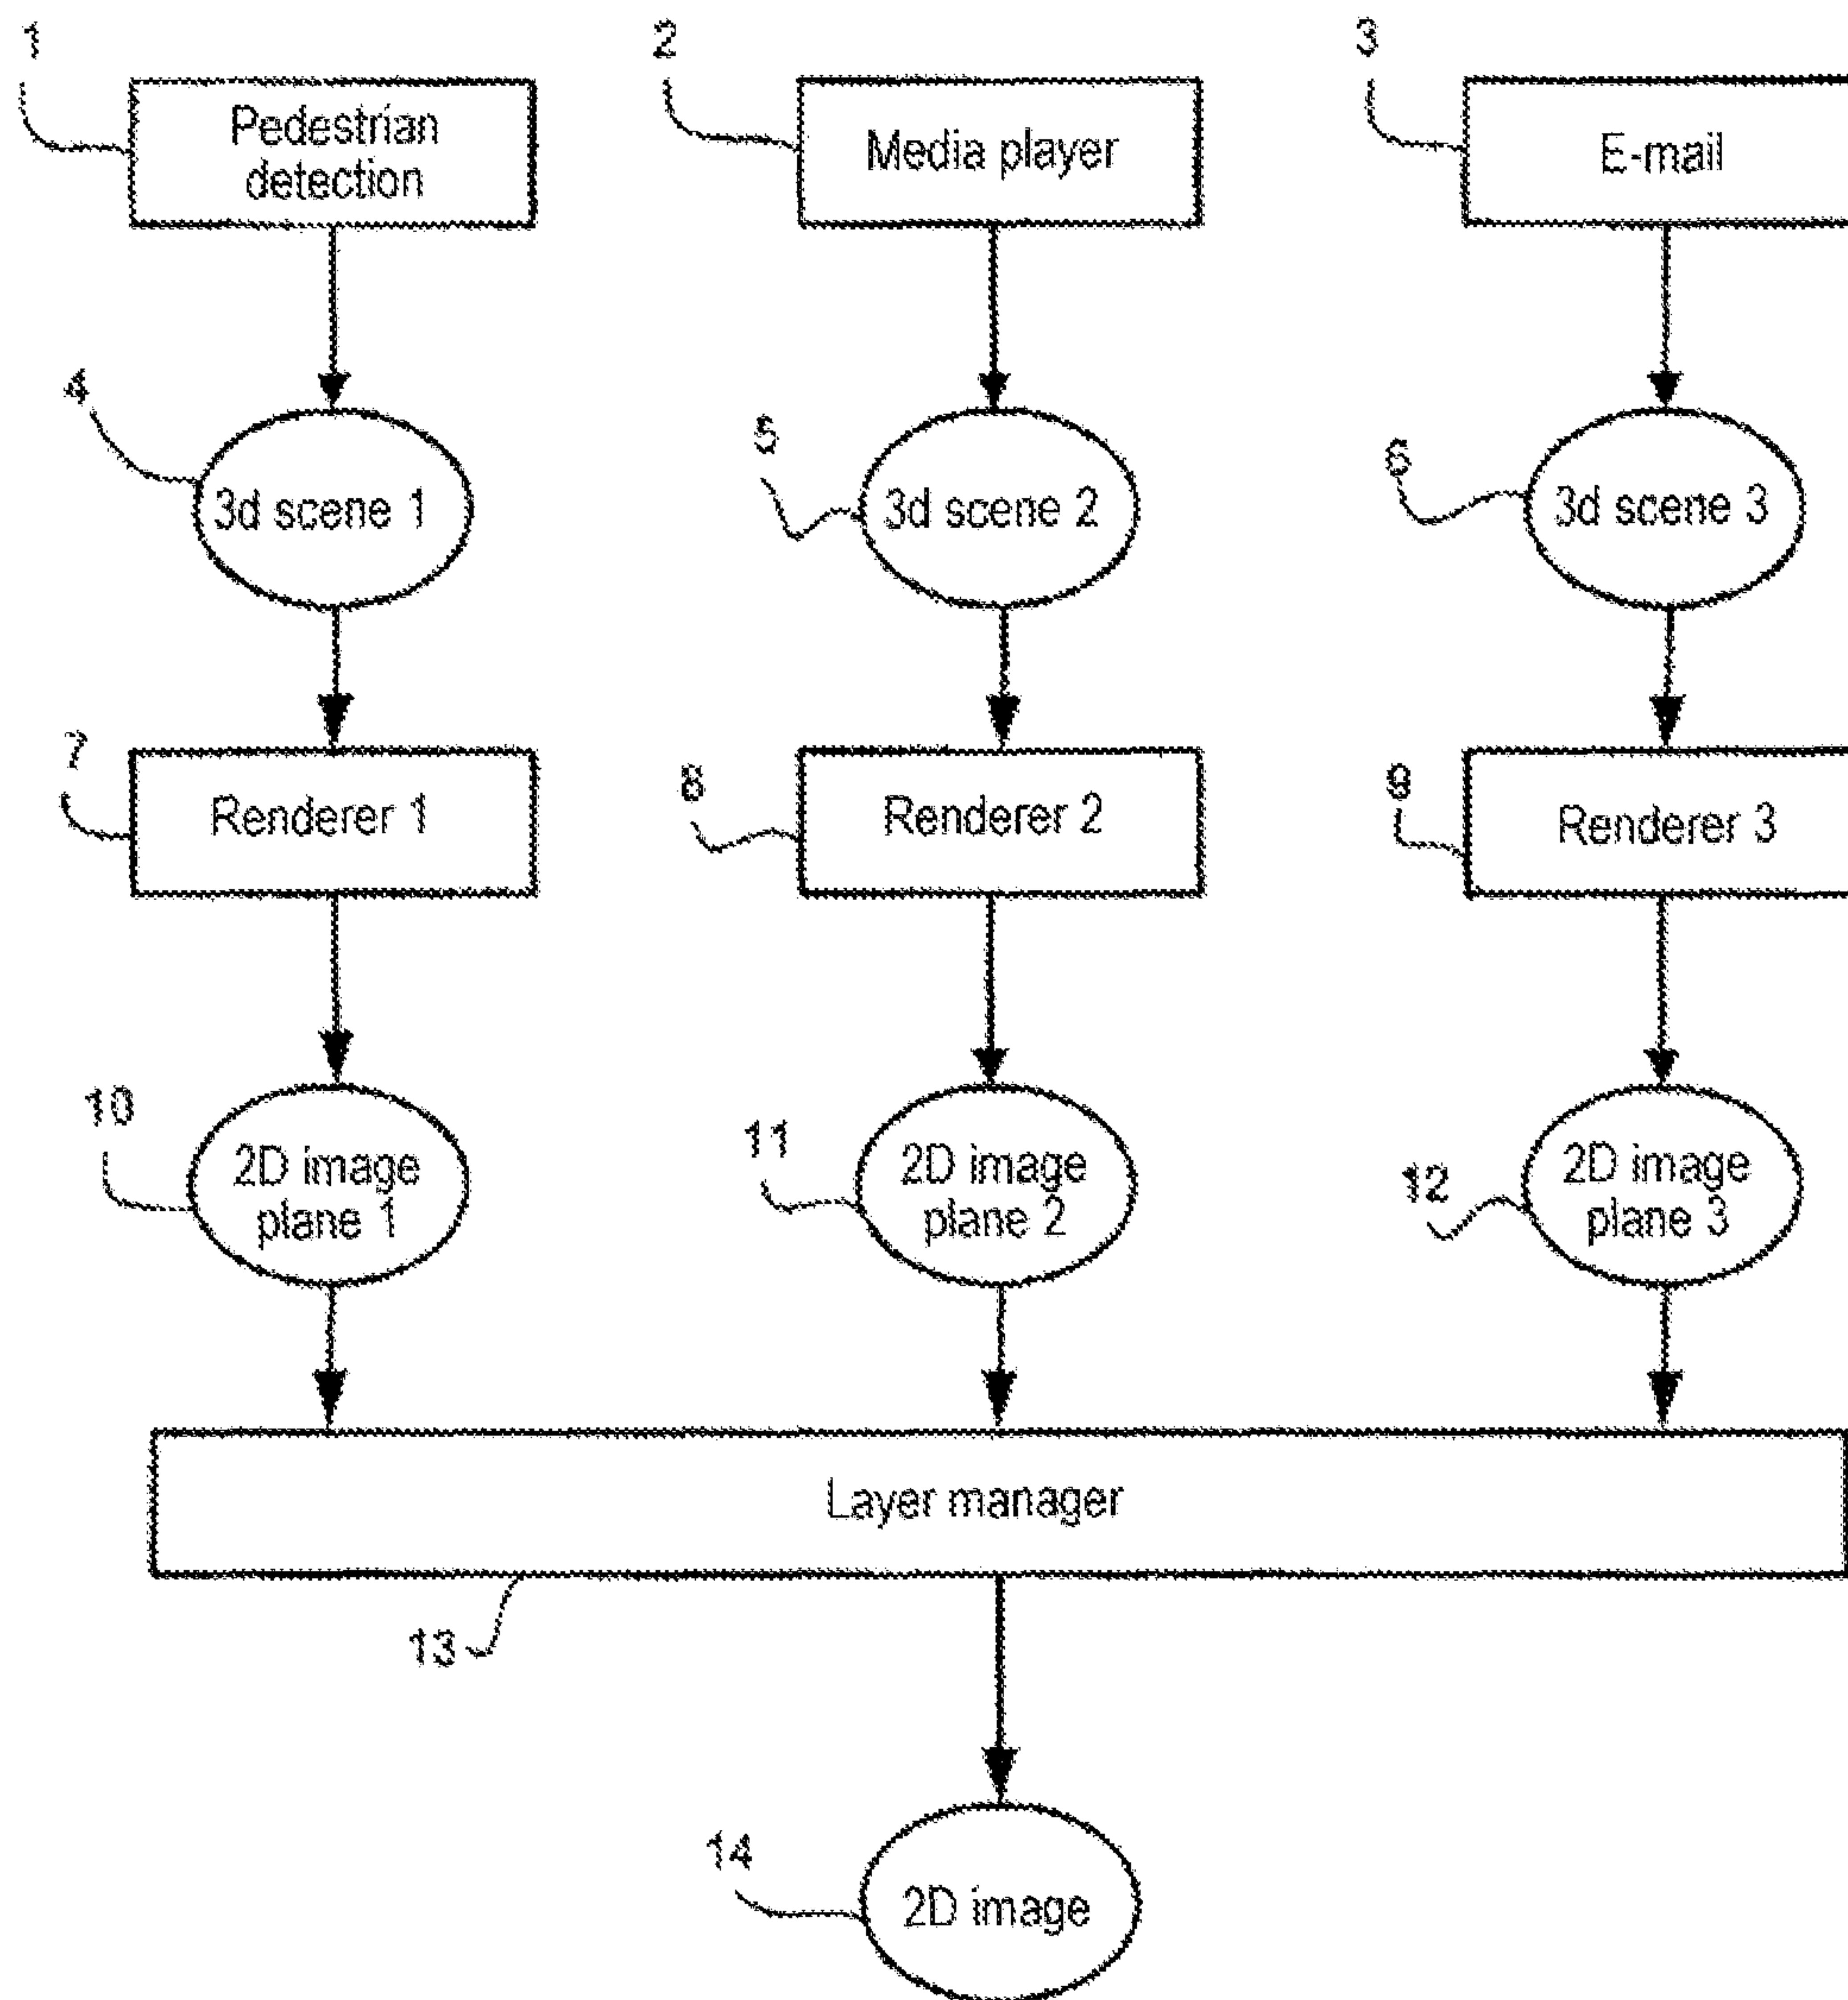 1
2
3
Pedestrian
detection
Media player
E-mail
4
5
6
3d scene 1
3d scene 2
3d scene 3
7
8
9
Renderer 1
Renderer 2
Renderer 3
10
11
12
2D image
plane 1
2D image
plane 2
2D image
plane 3
Layer manager
13
14
2D image